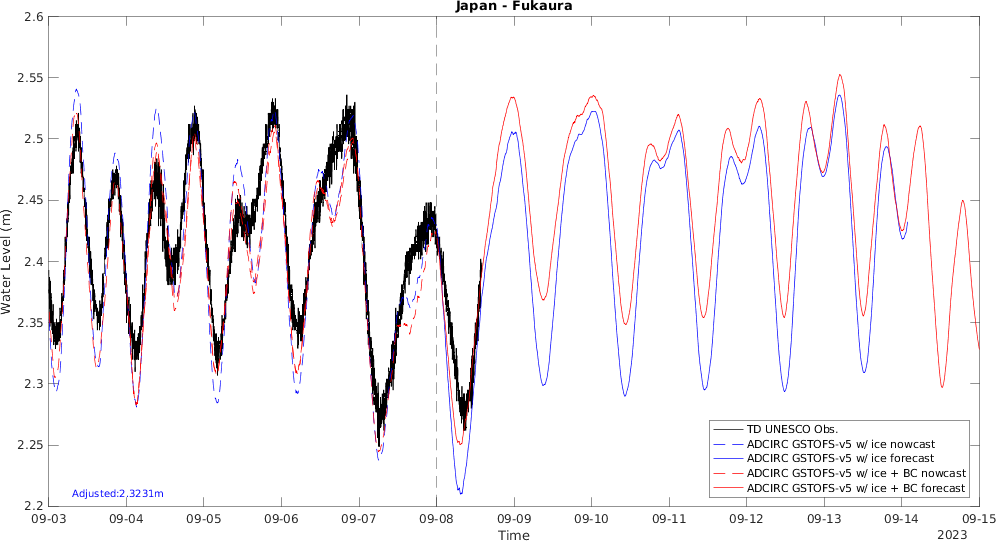 Japan - Fukaura
2.6
2.55
2.5
2.45
2.4
2.35
2.3
2.25
2.2
Water Level (m)
TD UNESCO Obs.
ADCIRC GSTOFS-v5 w/ ice nowcast
ADCIRC GSTOFS-v5 w/ ice forecast
ADCIRC GSTOFS-v5 w/ ice + BC nowcast
ADCIRC GSTOFS-v5 w/ ice + BC forecast
Adjusted:2.3231m
09-03 09-04 09-05 09-06 09-07 09-08 09-09 09-10 09-11 09-12 09-13 09-14 09-15
Time
2023